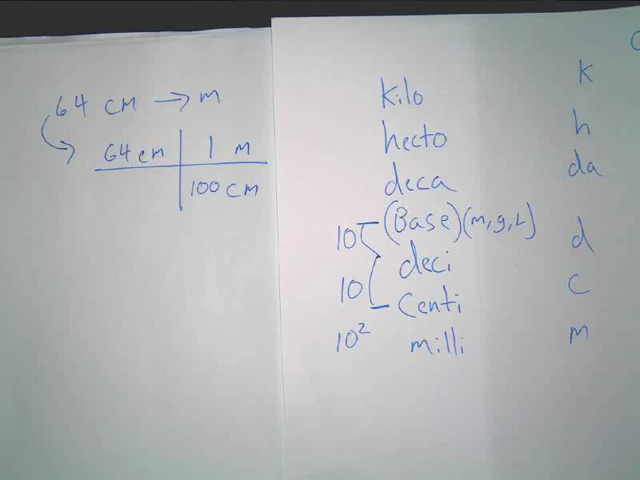 64 cm → m
64 cm | 1 m
100 cm
kilo k
hecto h
deca da
10 (Base) (m, g, L)
deci d
10 centi c
10² milli m